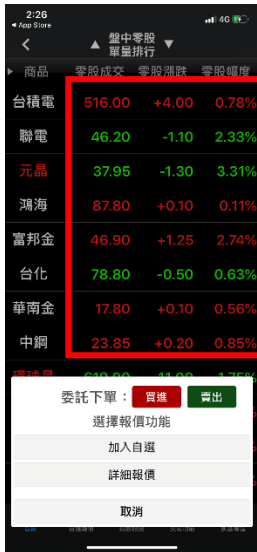 2:26
◂ App Store
4G
盤中零股
單量排行
商品 零股成交 零股漲跌 零股幅度
台積電 516.00 +4.00 0.78%
聯電 46.20 -1.10 2.33%
元晶 37.95 -1.30 3.31%
鴻海 87.80 +0.10 0.11%
富邦金 46.90 +1.25 2.74%
台化 78.80 -0.50 0.63%
華南金 17.80 +0.10 0.56%
中鋼 23.85 +0.20 0.85%
環球晶
委託下單： 買進 賣出
選擇報價功能
加入自選
詳細報價
取消